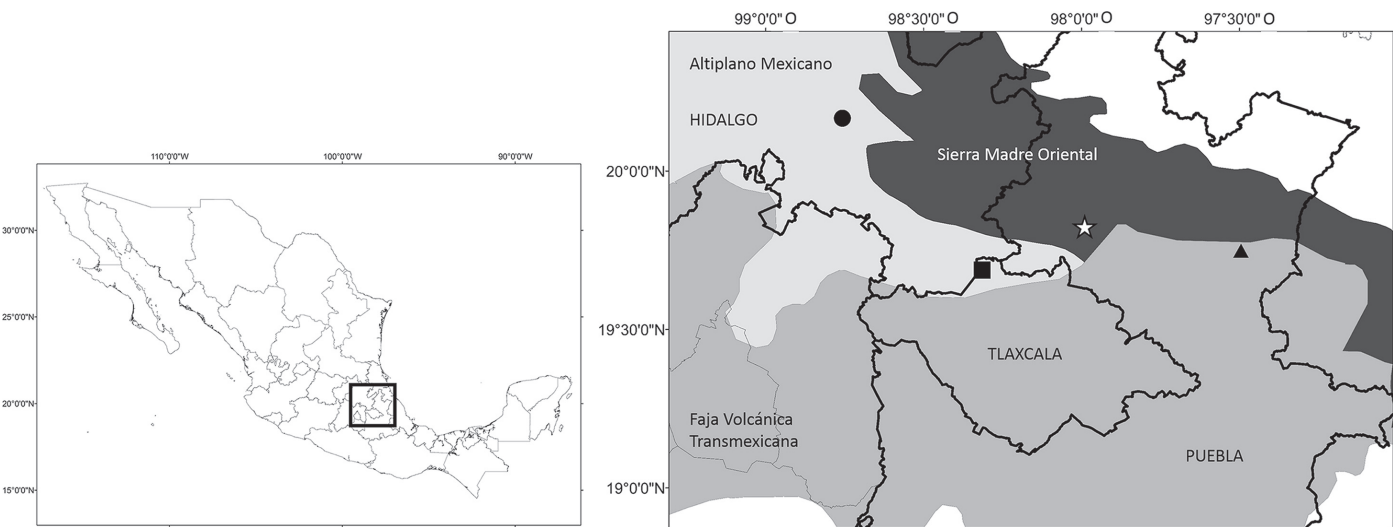 110°0'0"W 100°0'0"W 90°0'0"W
30°0'0"N
25°0'0"N
20°0'0"N
15°0'0"N
99°0'0" O 98°30'0" O 98°0'0" O 97°30'0" O
Altiplano Mexicano
HIDALGO
Sierra Madre Oriental
20°0'0"N
19°30'0"N
TLAXCALA
Faja Volcánica
Transmexicana
PUEBLA
19°0'0"N